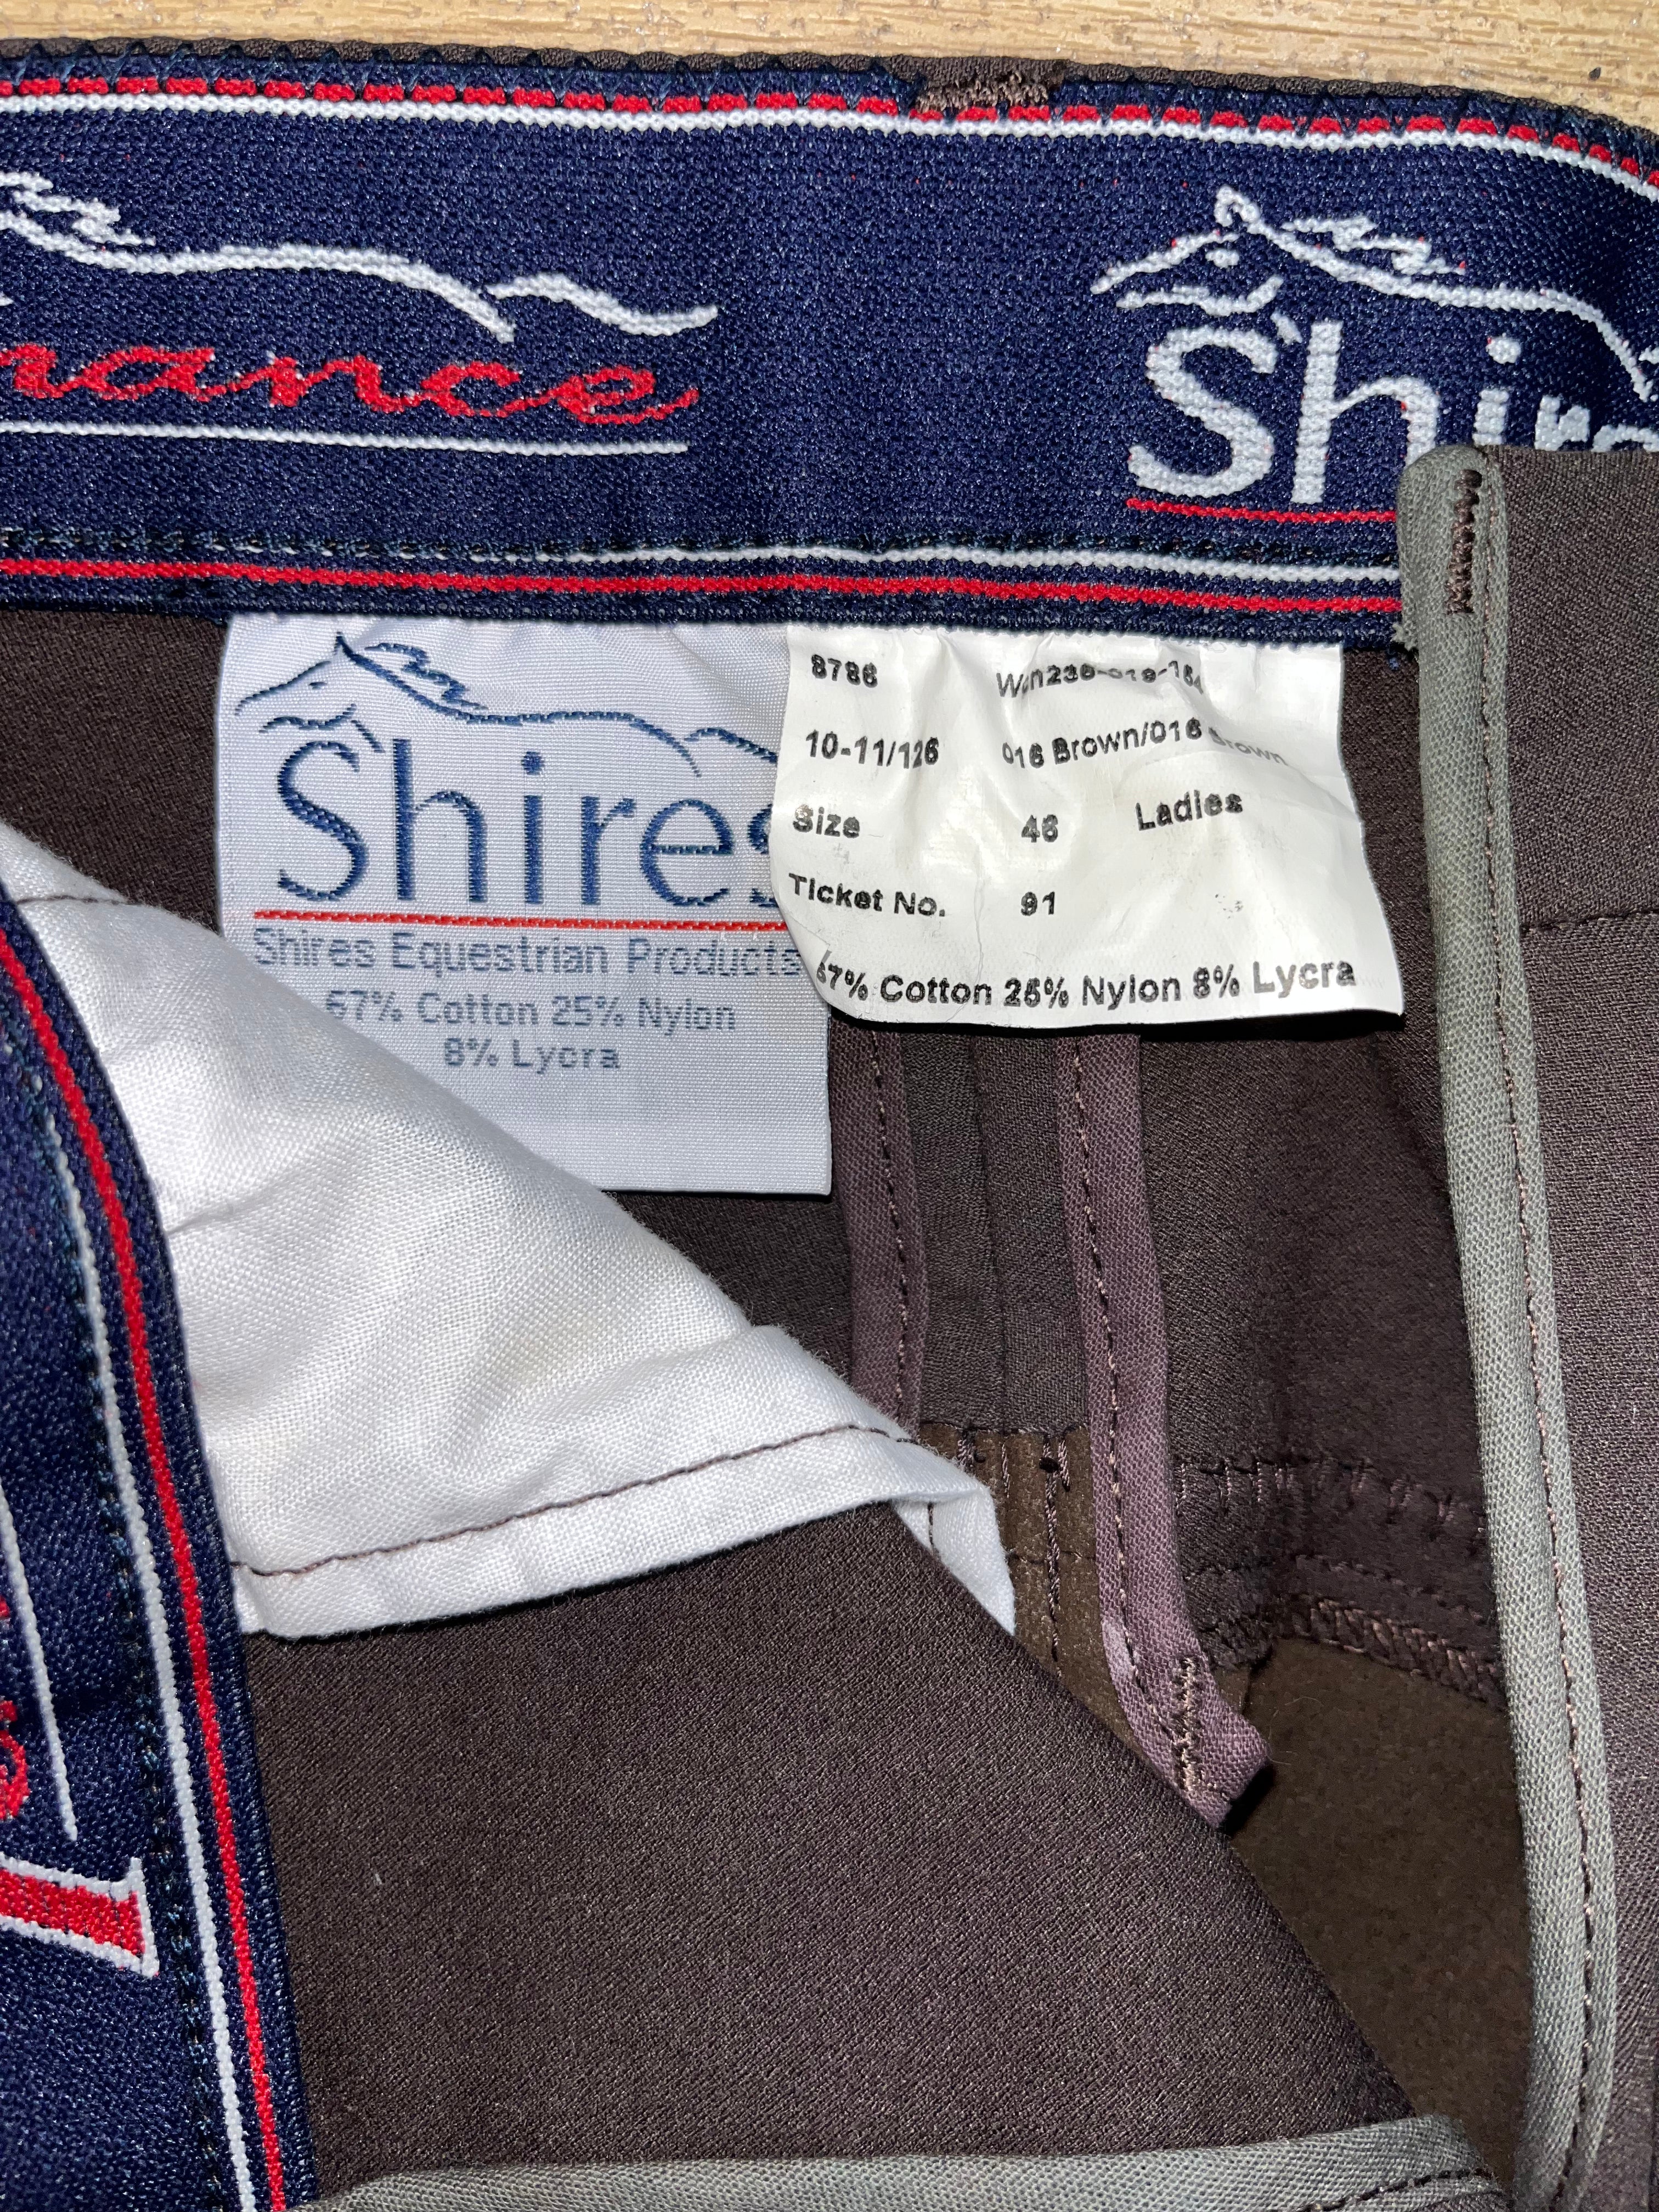 Shires
Shires
Shires Equestrian Products
67% Cotton 25% Nylon
8% Lycra
8786
10-11/126 016 Brown/016 Brown
Size 46 Ladies
Ticket No. 91
67% Cotton 25% Nylon 8% Lycra